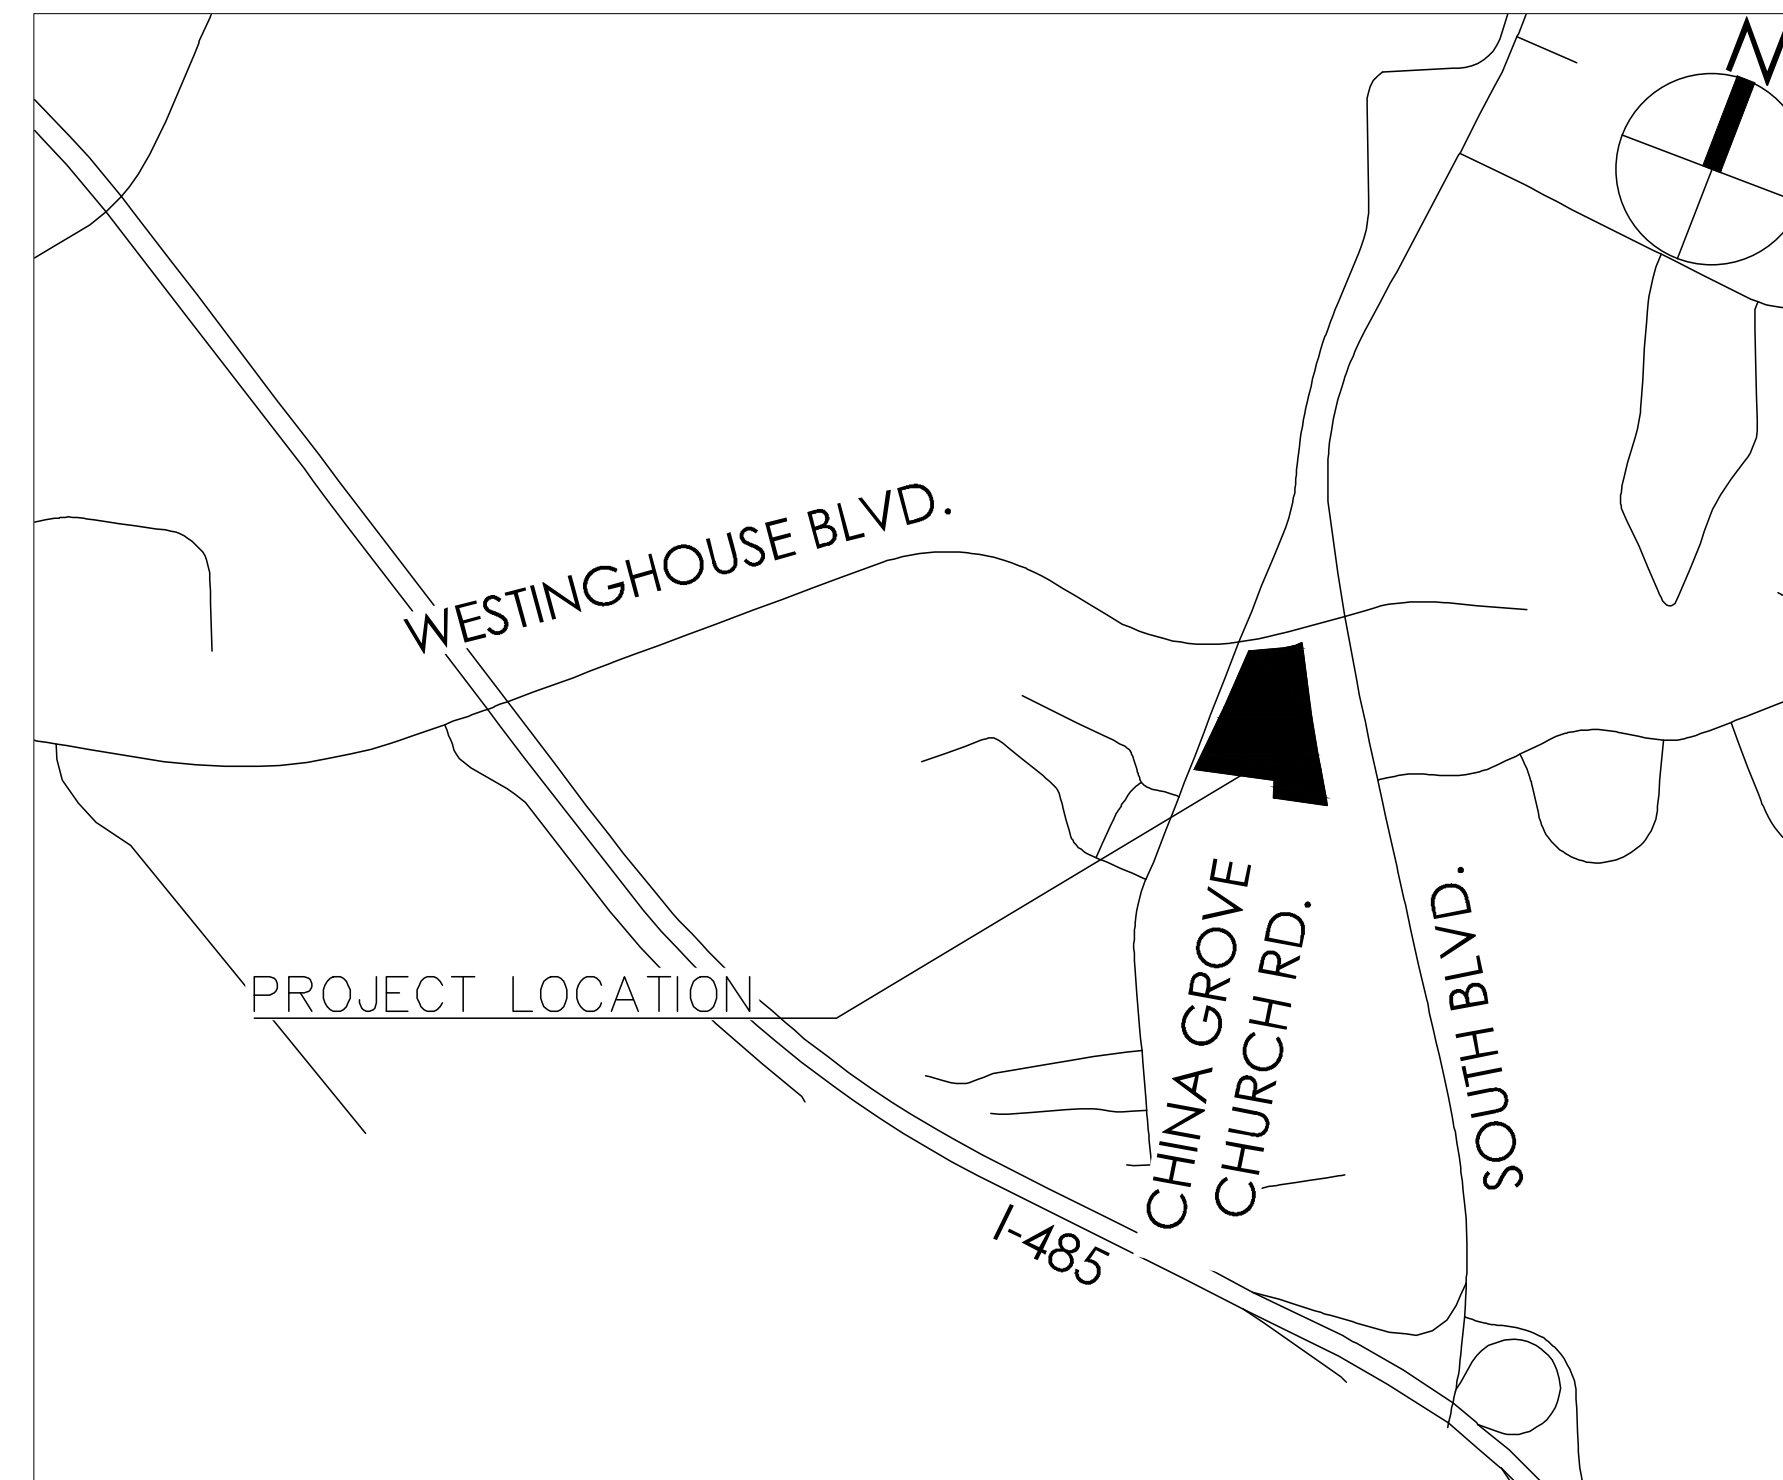 N
WESTINGHOUSE BLVD.
PROJECT LOCATION
CHINA GROVE
CHURCH RD.
SOUTH BLVD.
I-485